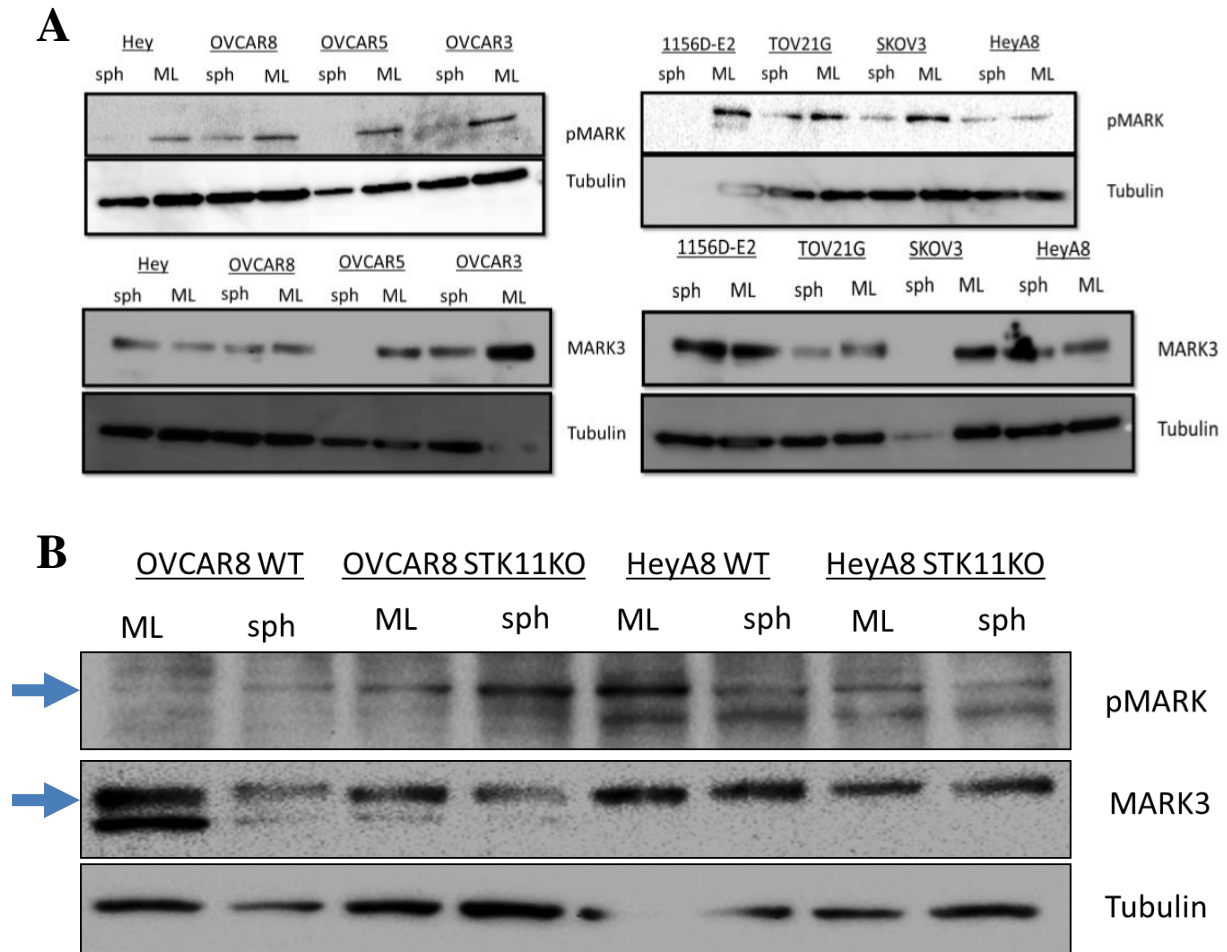 A
Hey OVCAR8 OVCAR5 OVCAR3
sph ML sph ML sph ML sph ML
pMARK
Tubulin
1156D-E2 TOV21G SKOV3 HeyA8
sph ML sph ML sph ML sph ML
pMARK
Tubulin
Hey OVCAR8 OVCAR5 OVCAR3
sph ML sph ML sph ML sph ML
MARK3
Tubulin
1156D-E2 TOV21G SKOV3 HeyA8
sph ML sph ML sph ML sph ML
MARK3
Tubulin
B
OVCAR8 WT OVCAR8 STK11KO HeyA8 WT HeyA8 STK11KO
ML sph ML sph ML sph ML sph
pMARK
MARK3
Tubulin